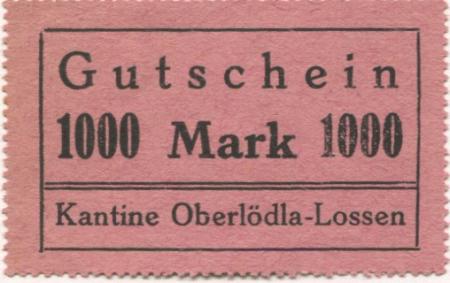 Gutschein
1000 Mark 1000
Kantine Oberlödla-Lossen